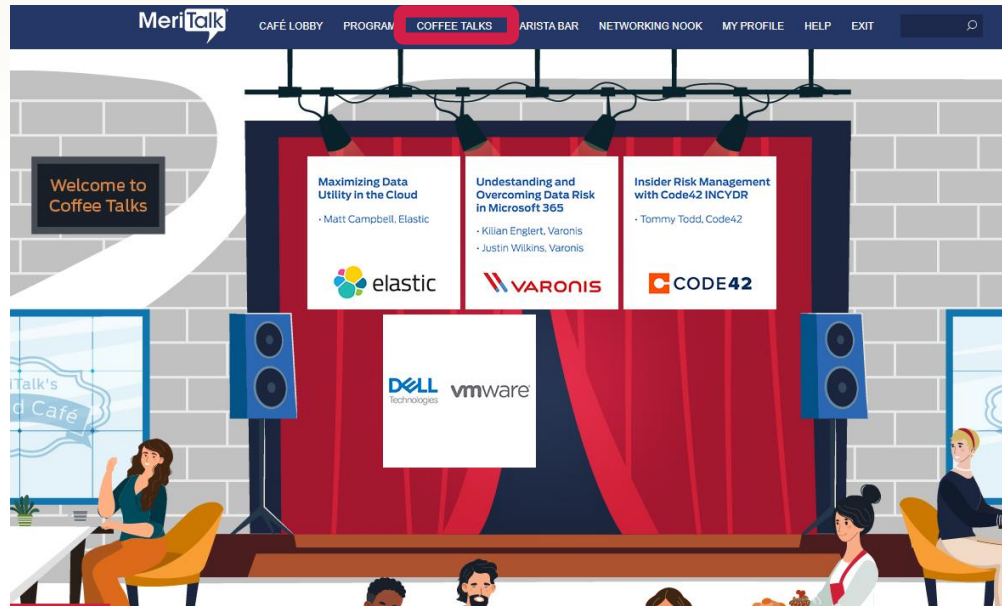 MeriTalk CAFÉ LOBBY PROGRAM COFFEE TALKS ARISTA BAR NETWORKING NOOK MY PROFILE HELP EXIT
Welcome to
Coffee Talks
Maximizing Data
Utility in the Cloud
• Matt Campbell, Elastic
elastic
Undestanding and
Overcoming Data Risk
in Microsoft 365
• Kilian Englert, Varonis
• Justin Wilkins, Varonis
VARONIS
Insider Risk Management
with Code42 INCYDR
• Tommy Todd, Code42
CODE42
DELL
Technologies
vmware
iTalk's
d Café